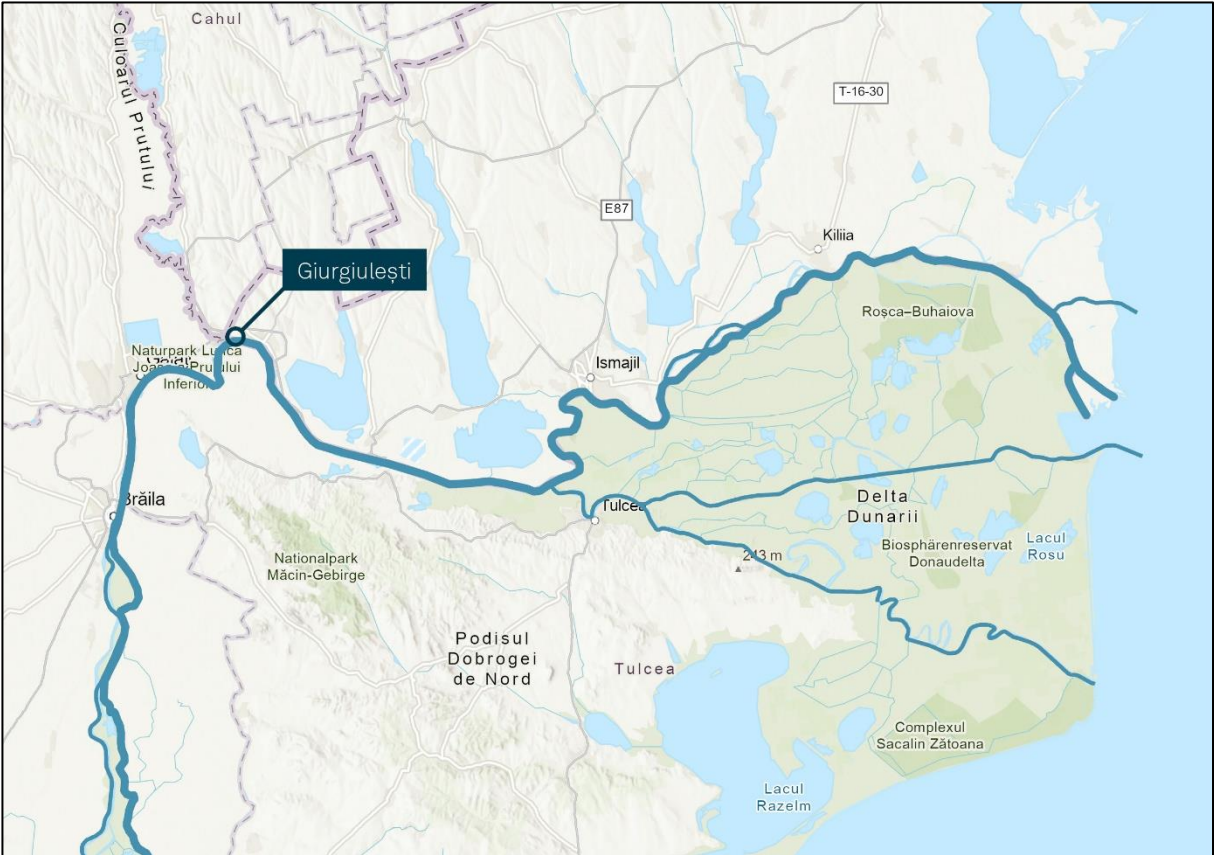 Cahul
Culoarul Prutului
T-16-30
E87
Kiliia
Giurgiulești
Roșca–Buhaiova
Naturpark Lunca
Joasă a Prutului
Inferior
Ismajil
Brăila
Tulcea
Delta
Dunarii
Biosphärenreservat
Donaudelta
Lacul
Rosu
243 m
Nationalpark
Măcin-Gebirge
Podisul
Dobrogei
de Nord
Tulcea
Complexul
Sacalin Zătoana
Lacul
Razelm